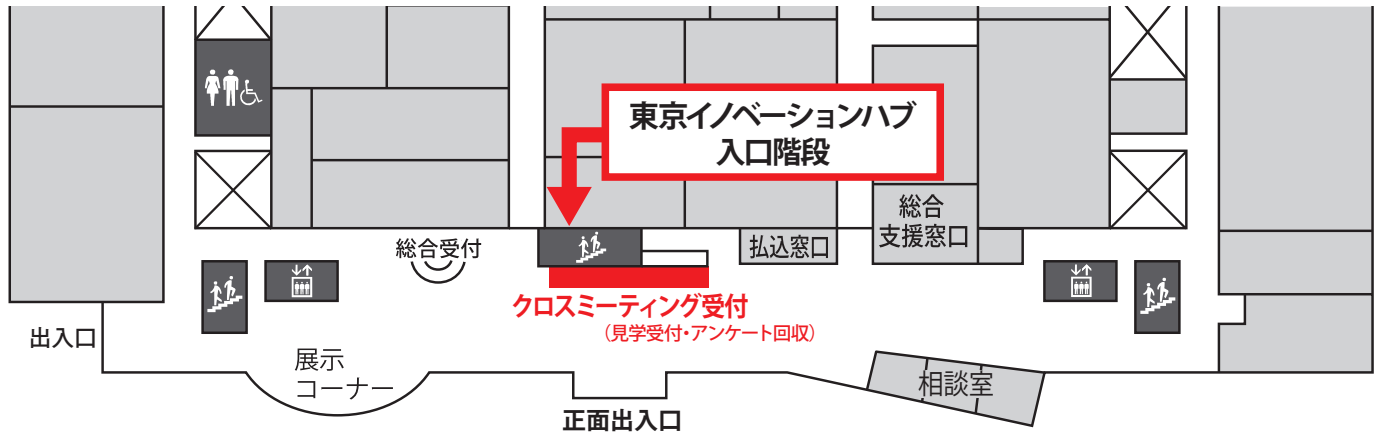 東京イノベーションハブ
入口階段
総合
支援窓口
総合受付
払込窓口
クロスミーティング受付
（見学受付・アンケート回収）
出入口
展示
コーナー
相談室
正面出入口